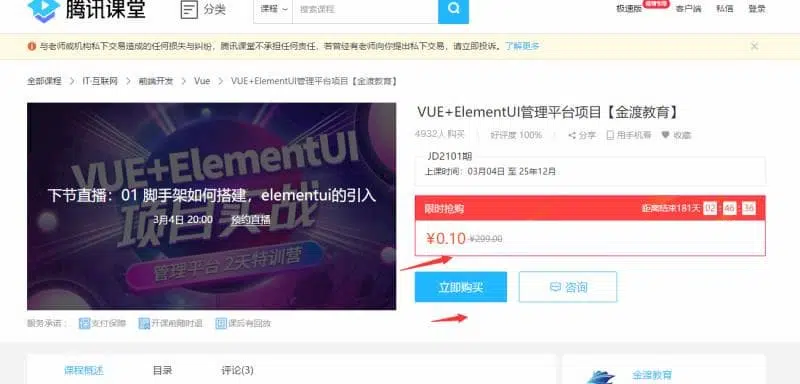 腾讯课堂
分类
课程
搜索课程
极速版
客户端
私信
登录
与老师或机构私下交易造成的任何损失与纠纷，腾讯课堂不承担任何责任，若曾经有老师向你提出私下交易，请立即投诉。了解更多
全部课程 > IT·互联网 > 前端开发 > Vue > VUE+ElementUI管理平台项目【金渡教育】
VUE+ElementUI
项目实战
管理平台 2天特训营
下节直播：01 脚手架如何搭建，elementui的引入
3月4日 20:00 预约直播
VUE+ElementUI管理平台项目【金渡教育】
4932人购买 好评度 100% 分享 用手机看 收藏
JD2101期
上课时间：03月04日 至 25年12月
限时抢购
距离结束181天 02:46:36
¥0.10 ¥299.00
立即购买
咨询
服务承诺： 支付保障 开课前随时退 课后有回放
课程概述 目录 评论(3)
金渡教育